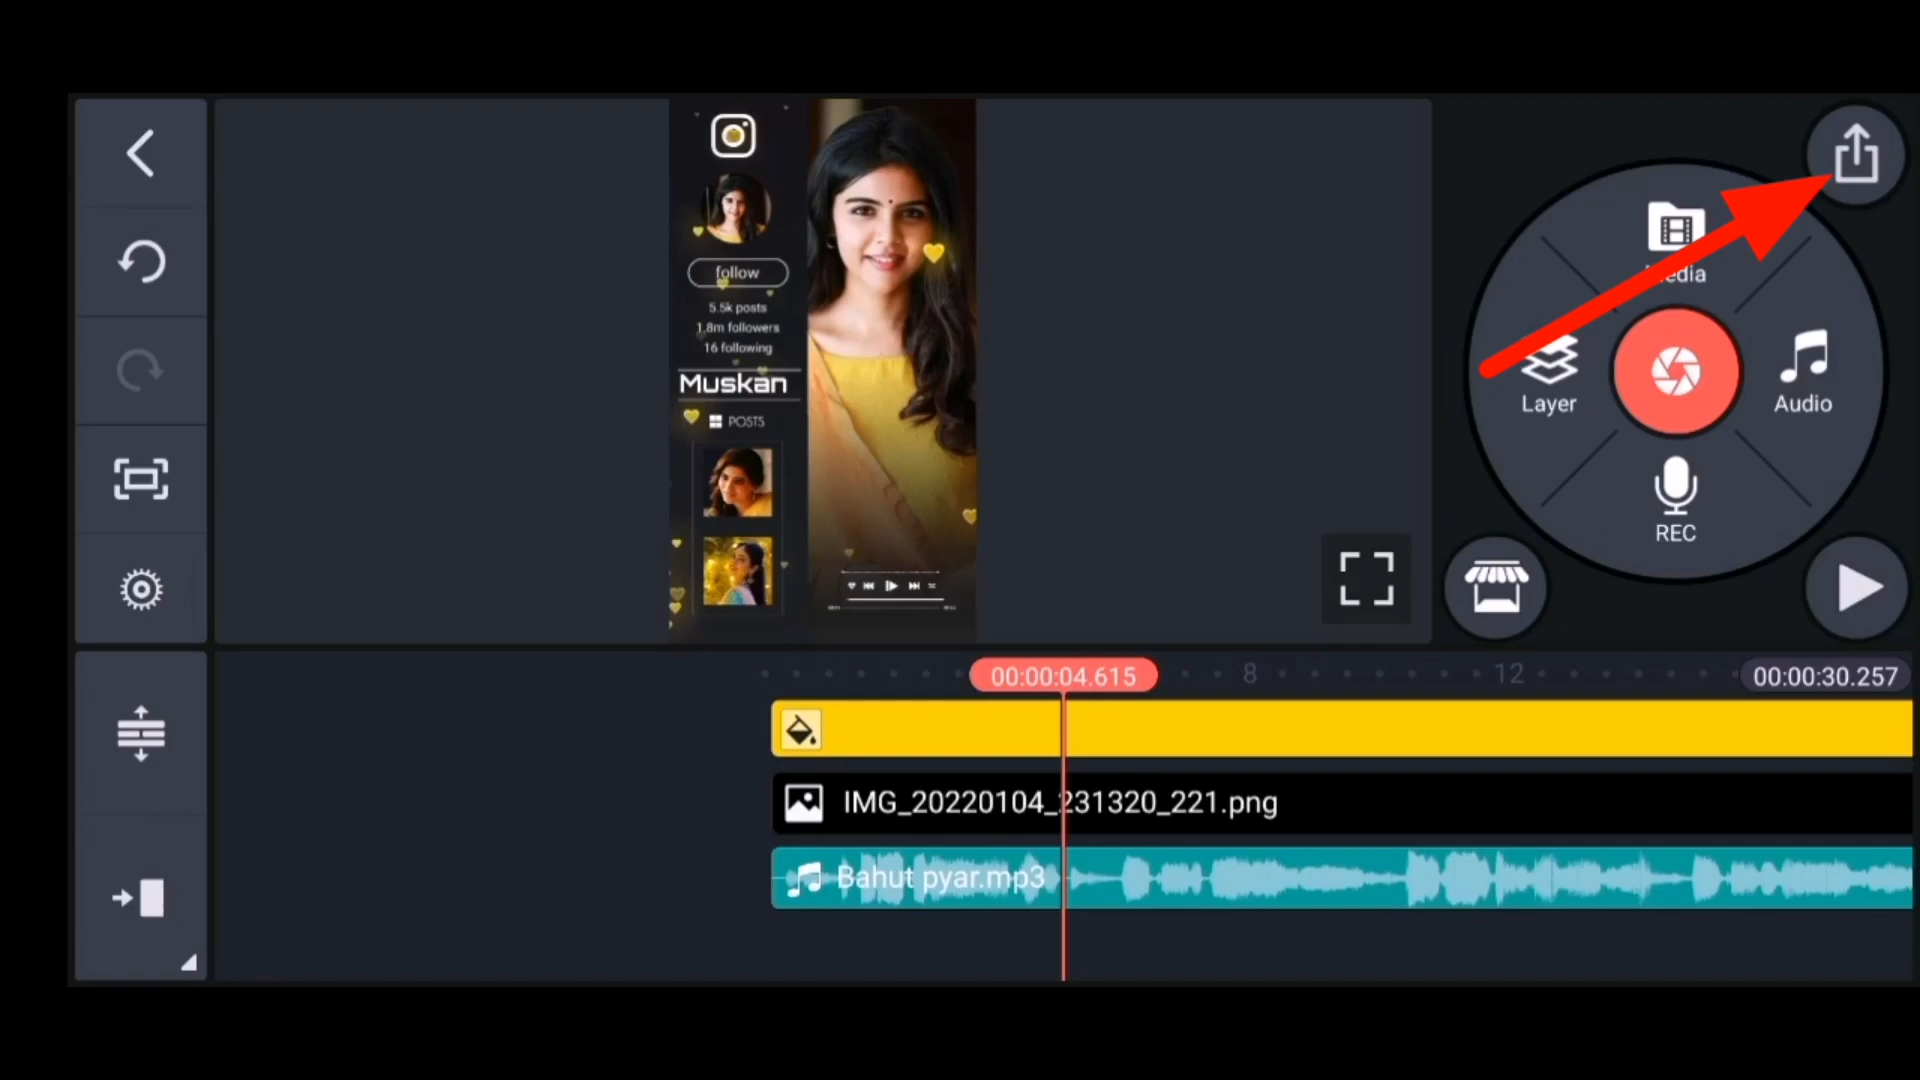 follow
5.5k posts
1.8m followers
16 following
Muskan
POSTS
Media
Layer
Audio
REC
00:00:04.615
8
12
00:00:30.257
IMG_20220104_231320_221.png
Bahut pyar.mp3